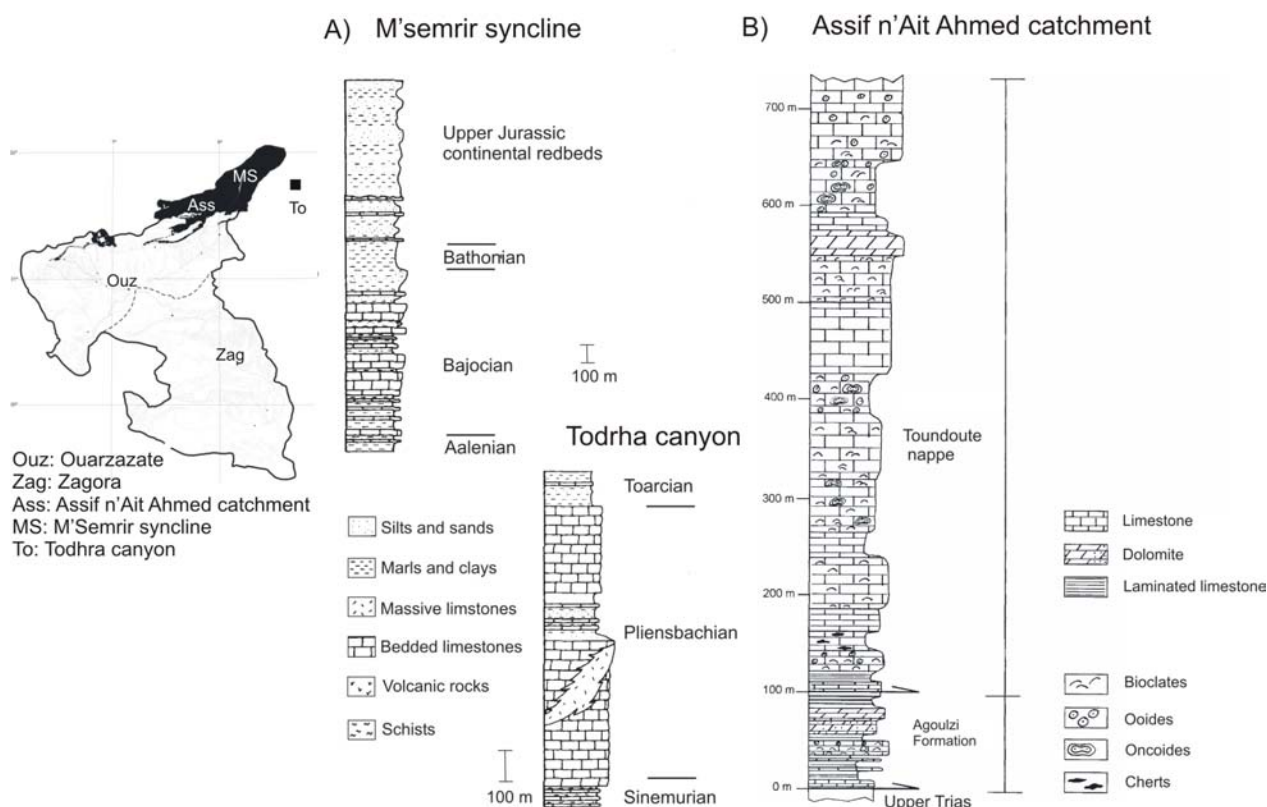 A) M'semrir syncline
B) Assif n'Ait Ahmed catchment
MS
Ass
To
Ouz
Zag
Ouz: Ouarzazate
Zag: Zagora
Ass: Assif n'Ait Ahmed catchment
MS: M'Semrir syncline
To: Todhra canyon
Upper Jurassic
continental redbeds
Bathonian
Bajocian
Aalenian
100 m
Todrha canyon
Toarcian
Pliensbachian
Sinemurian
100 m
Silts and sands
Marls and clays
Massive limstones
Bedded limestones
Volcanic rocks
Schists
700 m
600 m
500 m
400 m
300 m
200 m
100 m
0 m
Toundoute
nappe
Agoulzi
Formation
Upper Trias
Limestone
Dolomite
Laminated limestone
Bioclates
Ooides
Oncoides
Cherts